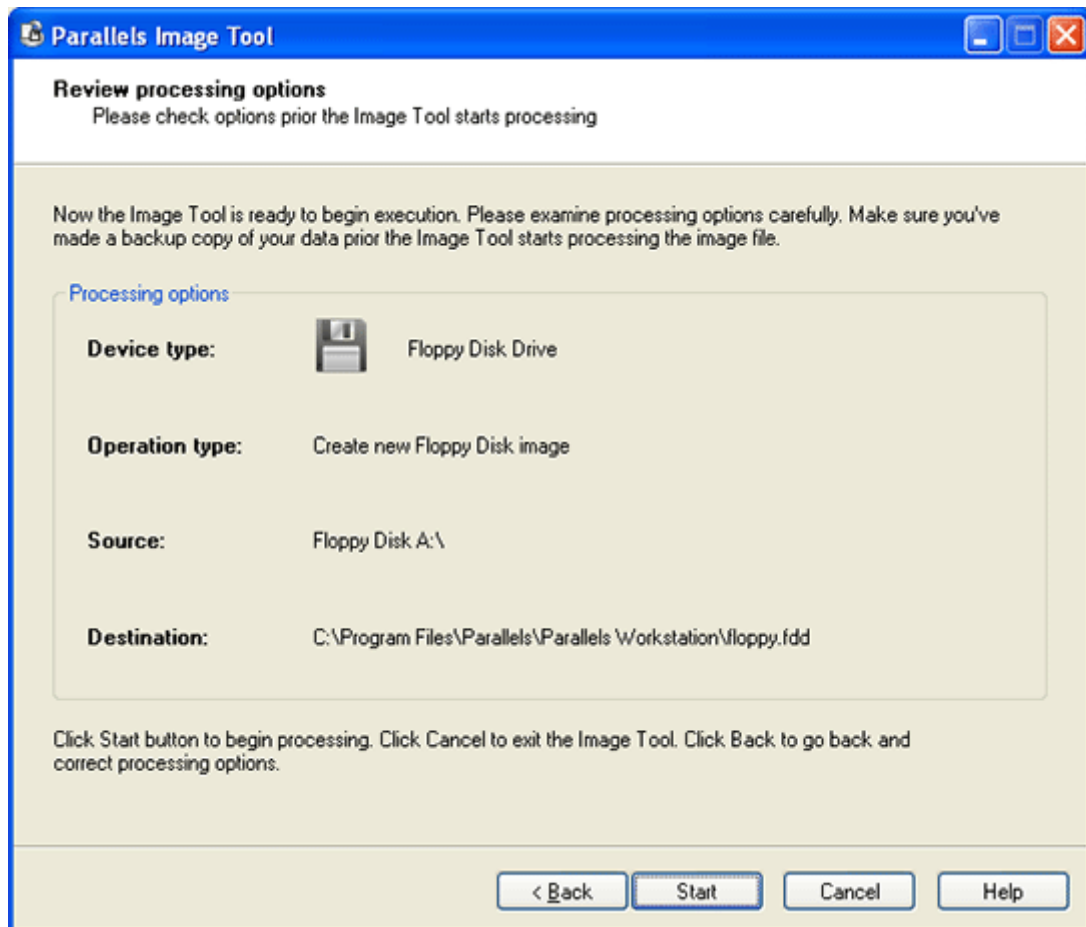 Parallels Image Tool
Review processing options
Please check options prior the Image Tool starts processing
Now the Image Tool is ready to begin execution. Please examine processing options carefully. Make sure you've
made a backup copy of your data prior the Image Tool starts processing the image file.
Processing options
Device type: Floppy Disk Drive
Operation type: Create new Floppy Disk image
Source: Floppy Disk A:\
Destination: C:\Program Files\Parallels\Parallels Workstation\floppy.fdd
Click Start button to begin processing. Click Cancel to exit the Image Tool. Click Back to go back and
correct processing options.
< Back Start Cancel Help